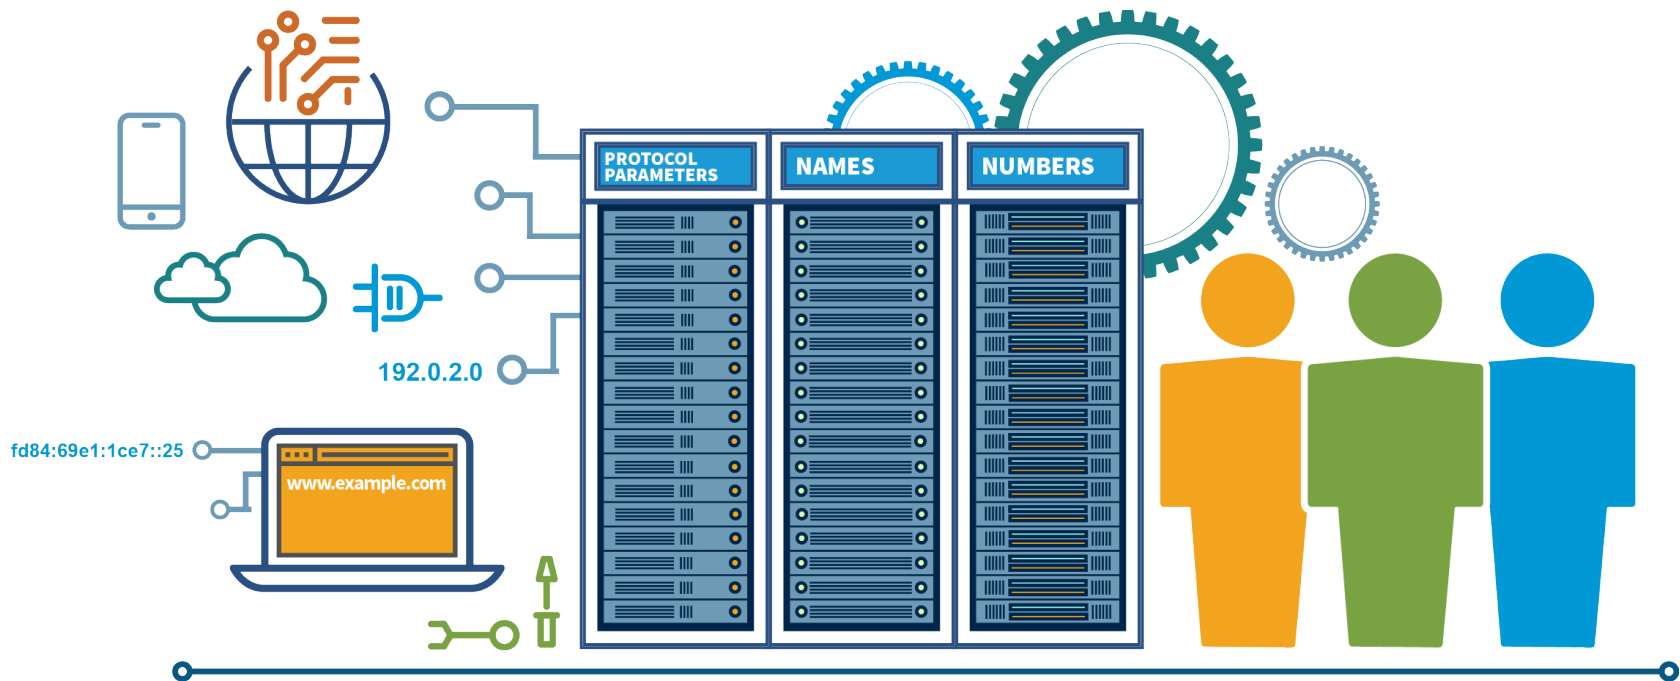 PROTOCOL
PARAMETERS
NAMES
NUMBERS
192.0.2.0
fd84:69e1:1ce7::25
www.example.com